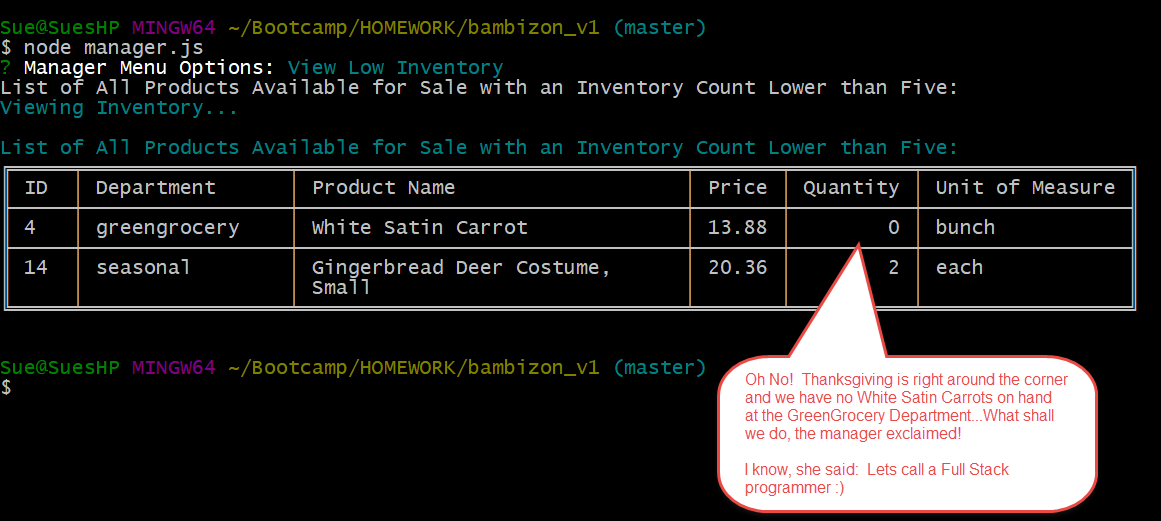 Sue@SuesHP MINGW64 ~/Bootcamp/HOMEWORK/bambizon_v1 (master)
$ node manager.js
? Manager Menu Options: View Low Inventory
List of All Products Available for Sale with an Inventory Count Lower than Five:
Viewing Inventory...
List of All Products Available for Sale with an Inventory Count Lower than Five:
ID Department Product Name Price Quantity Unit of Measure
4 greengrocery White Satin Carrot 13.88 0 bunch
14 seasonal Gingerbread Deer Costume, 20.36 2 each
Small
Sue@SuesHP MINGW64 ~/Bootcamp/HOMEWORK/bambizon_v1 (master)
$
Oh No!  Thanksgiving is right around the corner
and we have no White Satin Carrots on hand
at the GreenGrocery Department...What shall
we do, the manager exclaimed!
I know, she said:  Lets call a Full Stack
programmer :)